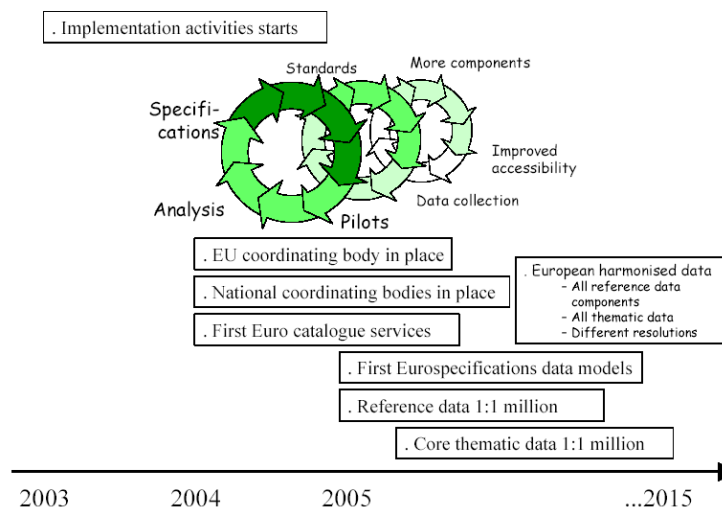 . Implementation activities starts
Standards
More components
Specifi-
cations
Improved
accessibility
Analysis
Pilots
Data collection
. EU coordinating body in place
. National coordinating bodies in place
. First Euro catalogue services
. European harmonised data
– All reference data
components
– All thematic data
– Different resolutions
. First Eurospecifications data models
. Reference data 1:1 million
. Core thematic data 1:1 million
2003 2004 2005 ...2015